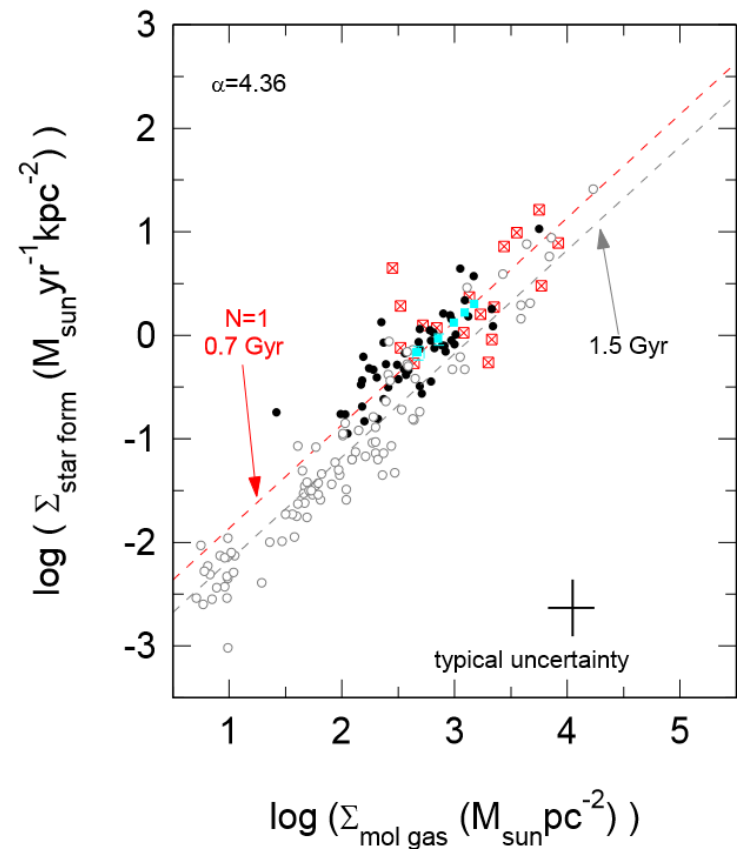 3
2
1
0
-1
-2
-3
1
2
3
4
5
α=4.36
N=1
0.7 Gyr
1.5 Gyr
typical uncertainty
log ( Σstar form (Msunyr-1kpc-2) )
log (Σmol gas (Msunpc-2) )